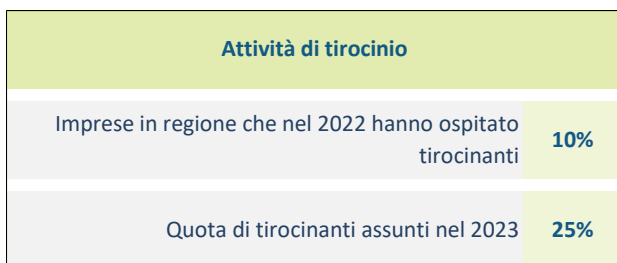 Attività di tirocinio
Imprese in regione che nel 2022 hanno ospitato
tirocinanti
10%
Quota di tirocinanti assunti nel 2023
25%